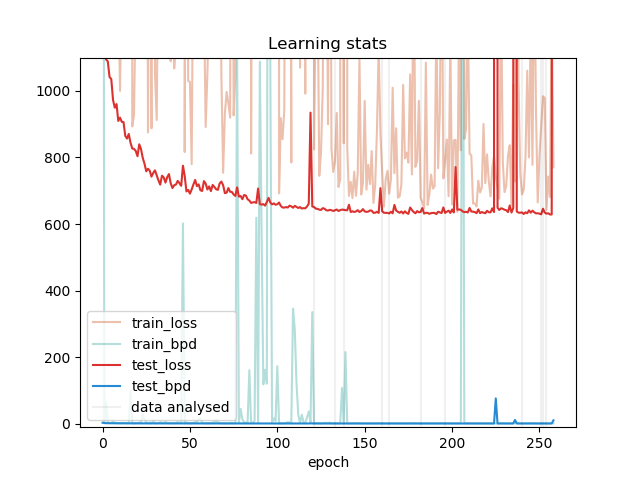 Learning stats
1000
800
600
400
200
0
train_loss
train_bpd
test_loss
test_bpd
data analysed
0
50
100
150
200
250
epoch